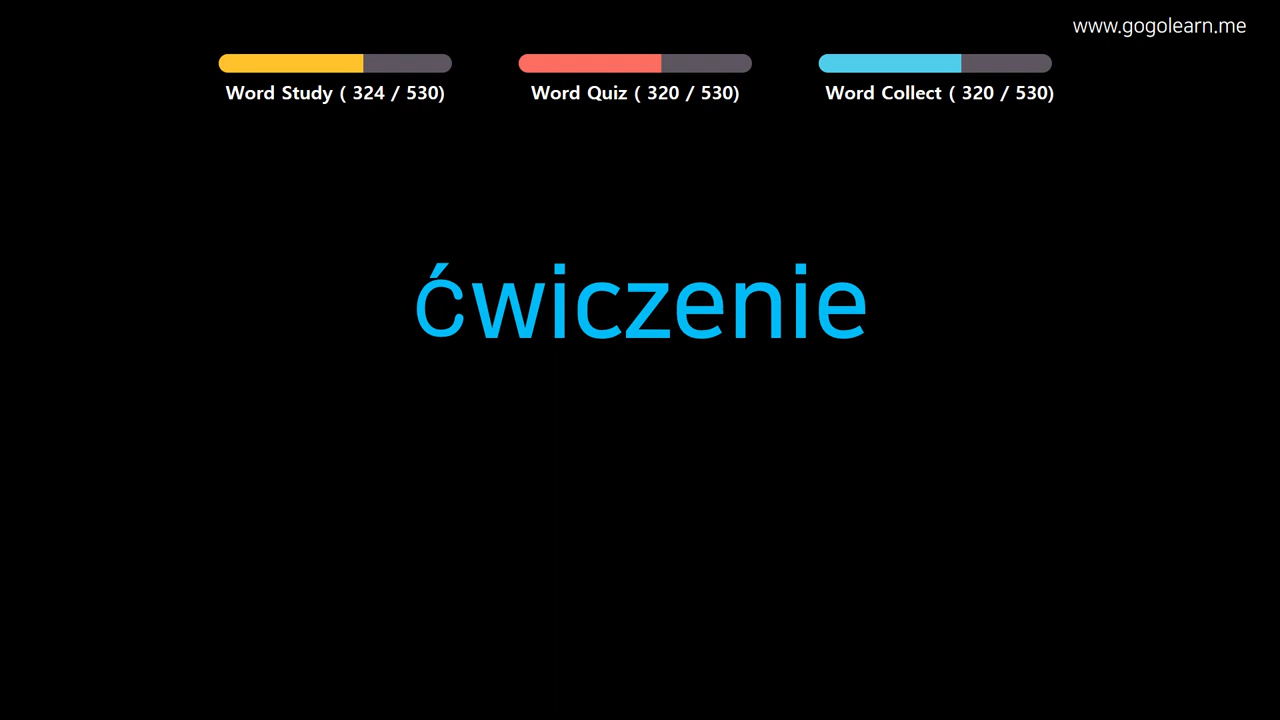 www.gogolearn.me
Word Study ( 324 / 530)
Word Quiz ( 320 / 530)
Word Collect ( 320 / 530)
ćwiczenie